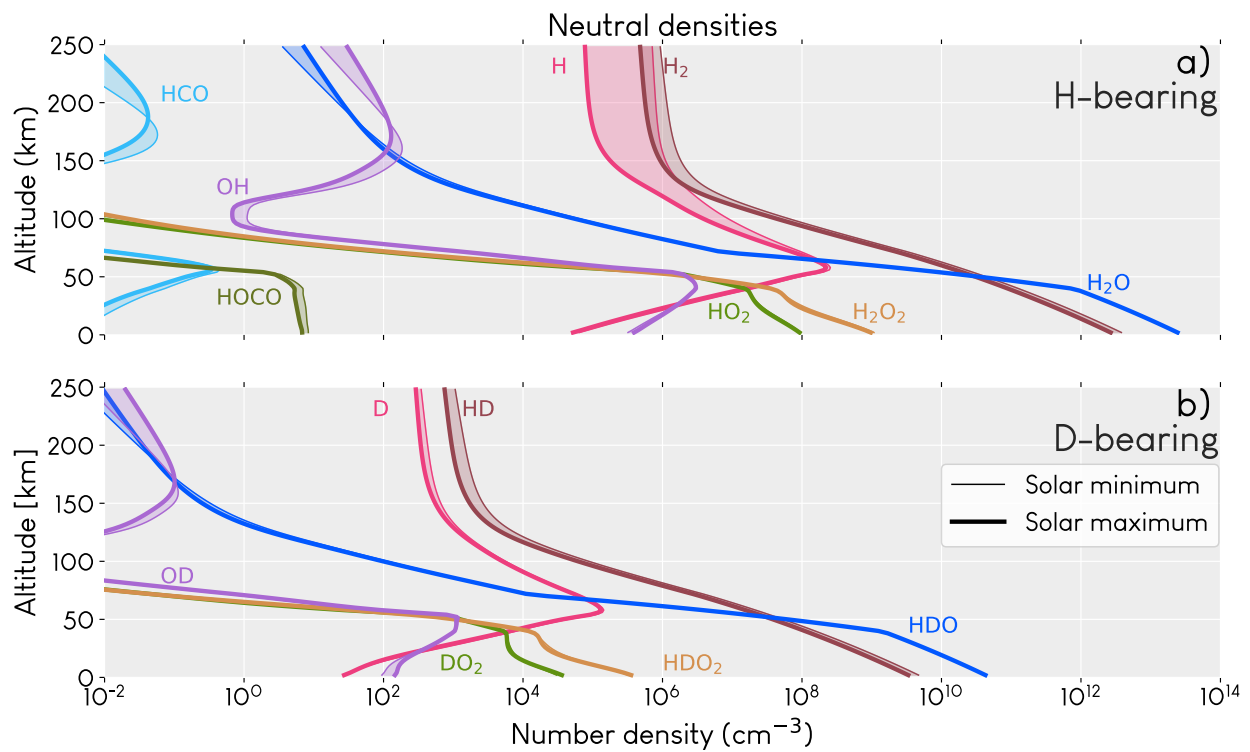 Neutral densities
250
200
150
100
50
0
Altitude (km)
a)
H-bearing
HCO
H
H₂
OH
HOCO
HO₂
H₂O₂
H₂O
250
200
150
100
50
0
Altitude [km]
b)
D-bearing
D
HD
Solar minimum
Solar maximum
OD
DO₂
HDO₂
HDO
10⁻² 10⁰ 10² 10⁴ 10⁶ 10⁸ 10¹⁰ 10¹² 10¹⁴
Number density (cm⁻³)